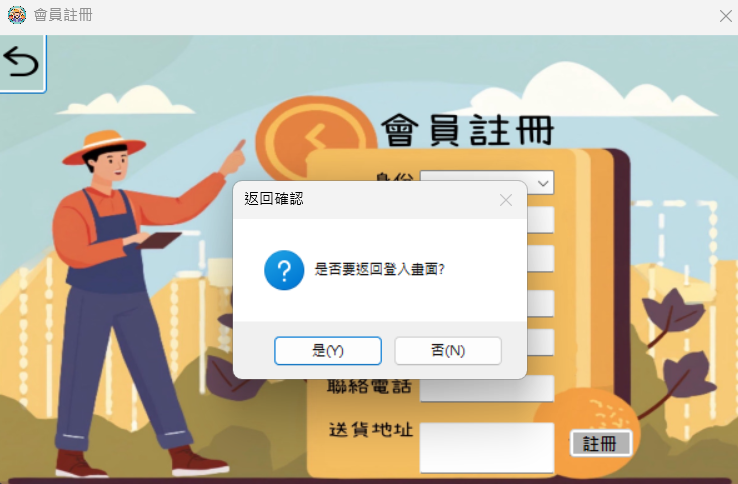 會員註冊
會員註冊
身份
返回確認
是否要返回登入畫面?
是(Y)
否(N)
聯絡電話
送貨地址
註冊